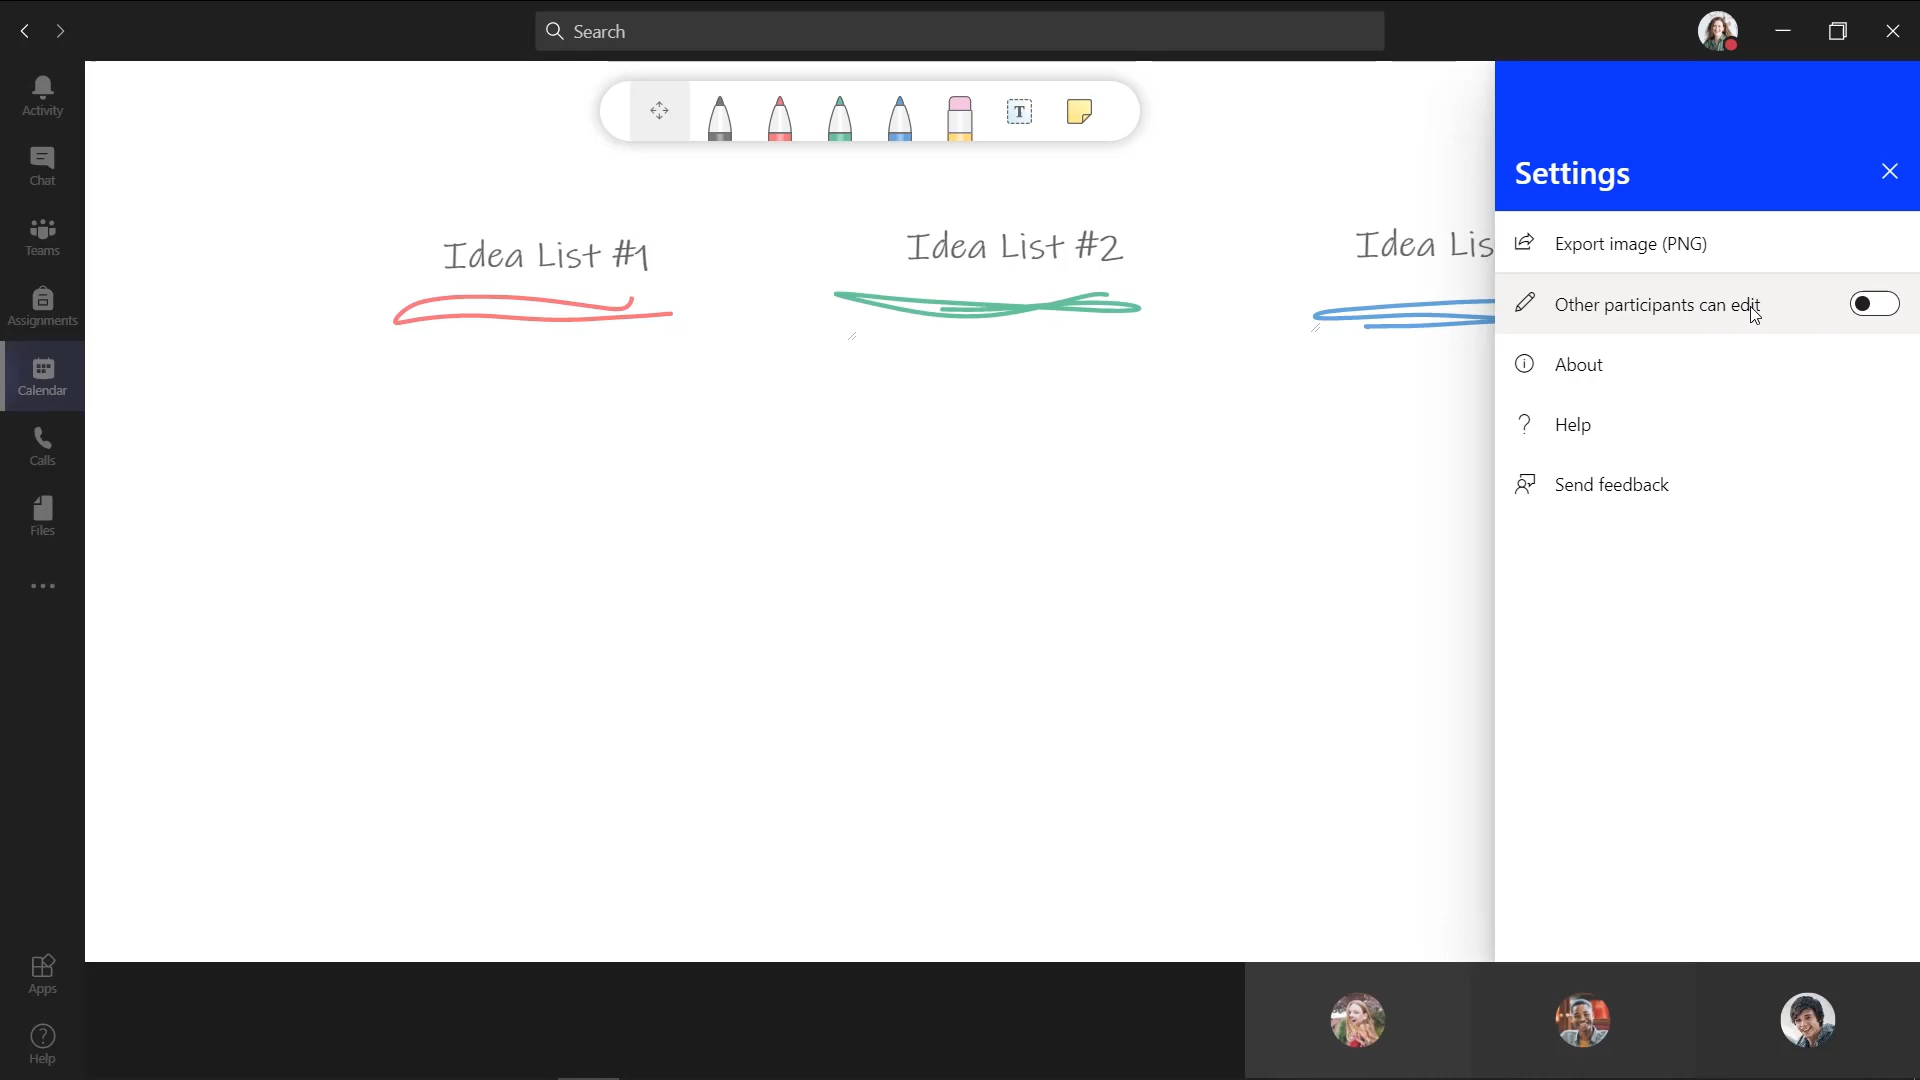 Search
Activity
Chat
Teams
Assignments
Calendar
Calls
Files
Apps
Help
T
Idea List #1
Idea List #2
Idea Lis
Settings
Export image (PNG)
Other participants can edit
About
Help
Send feedback